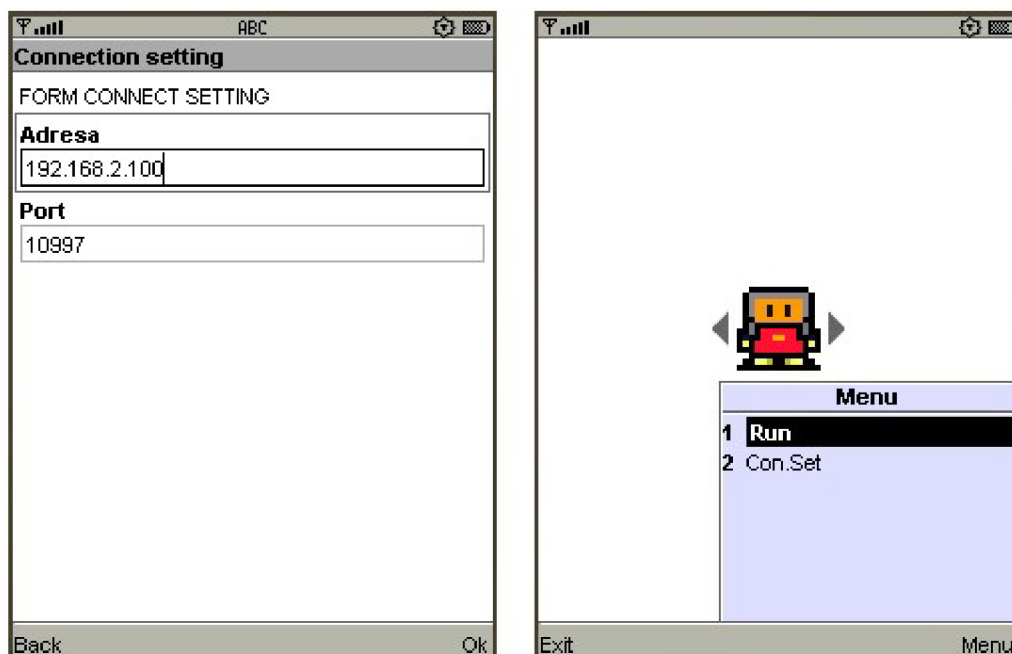 ABC
Connection setting
FORM CONNECT SETTING
Adresa
192.168.2.100
Port
10997
Back Ok
Menu
1 Run
2 Con.Set
Exit Menu